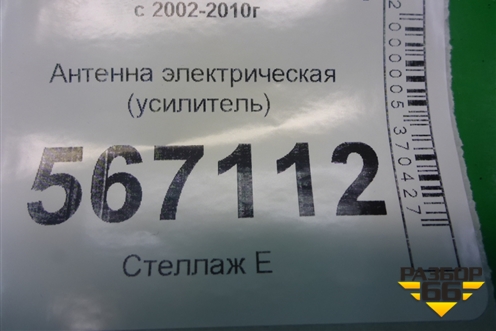 с 2002-2010г
Антенна электрическая
(усилитель)
567112
Стеллаж Е
2000005370427
РАЗБОР
66